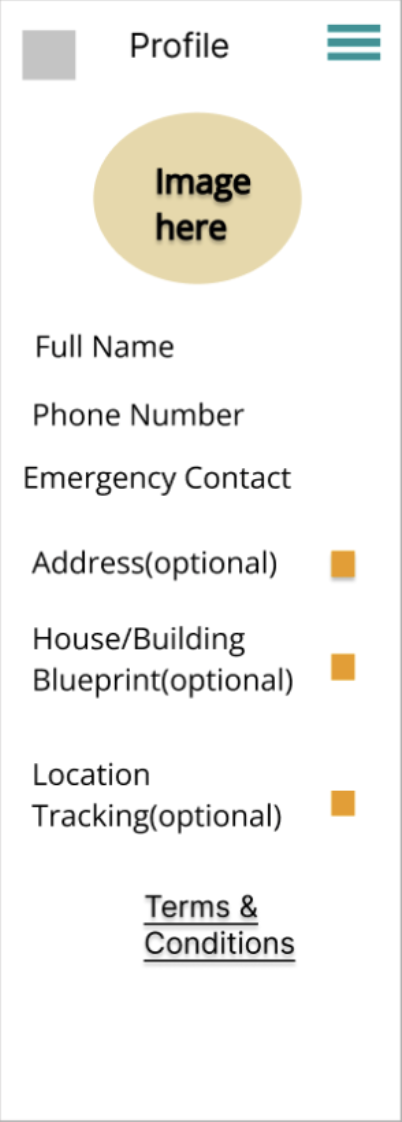 Profile
Image
here
Full Name
Phone Number
Emergency Contact
Address(optional)
House/Building
Blueprint(optional)
Location
Tracking(optional)
Terms &
Conditions